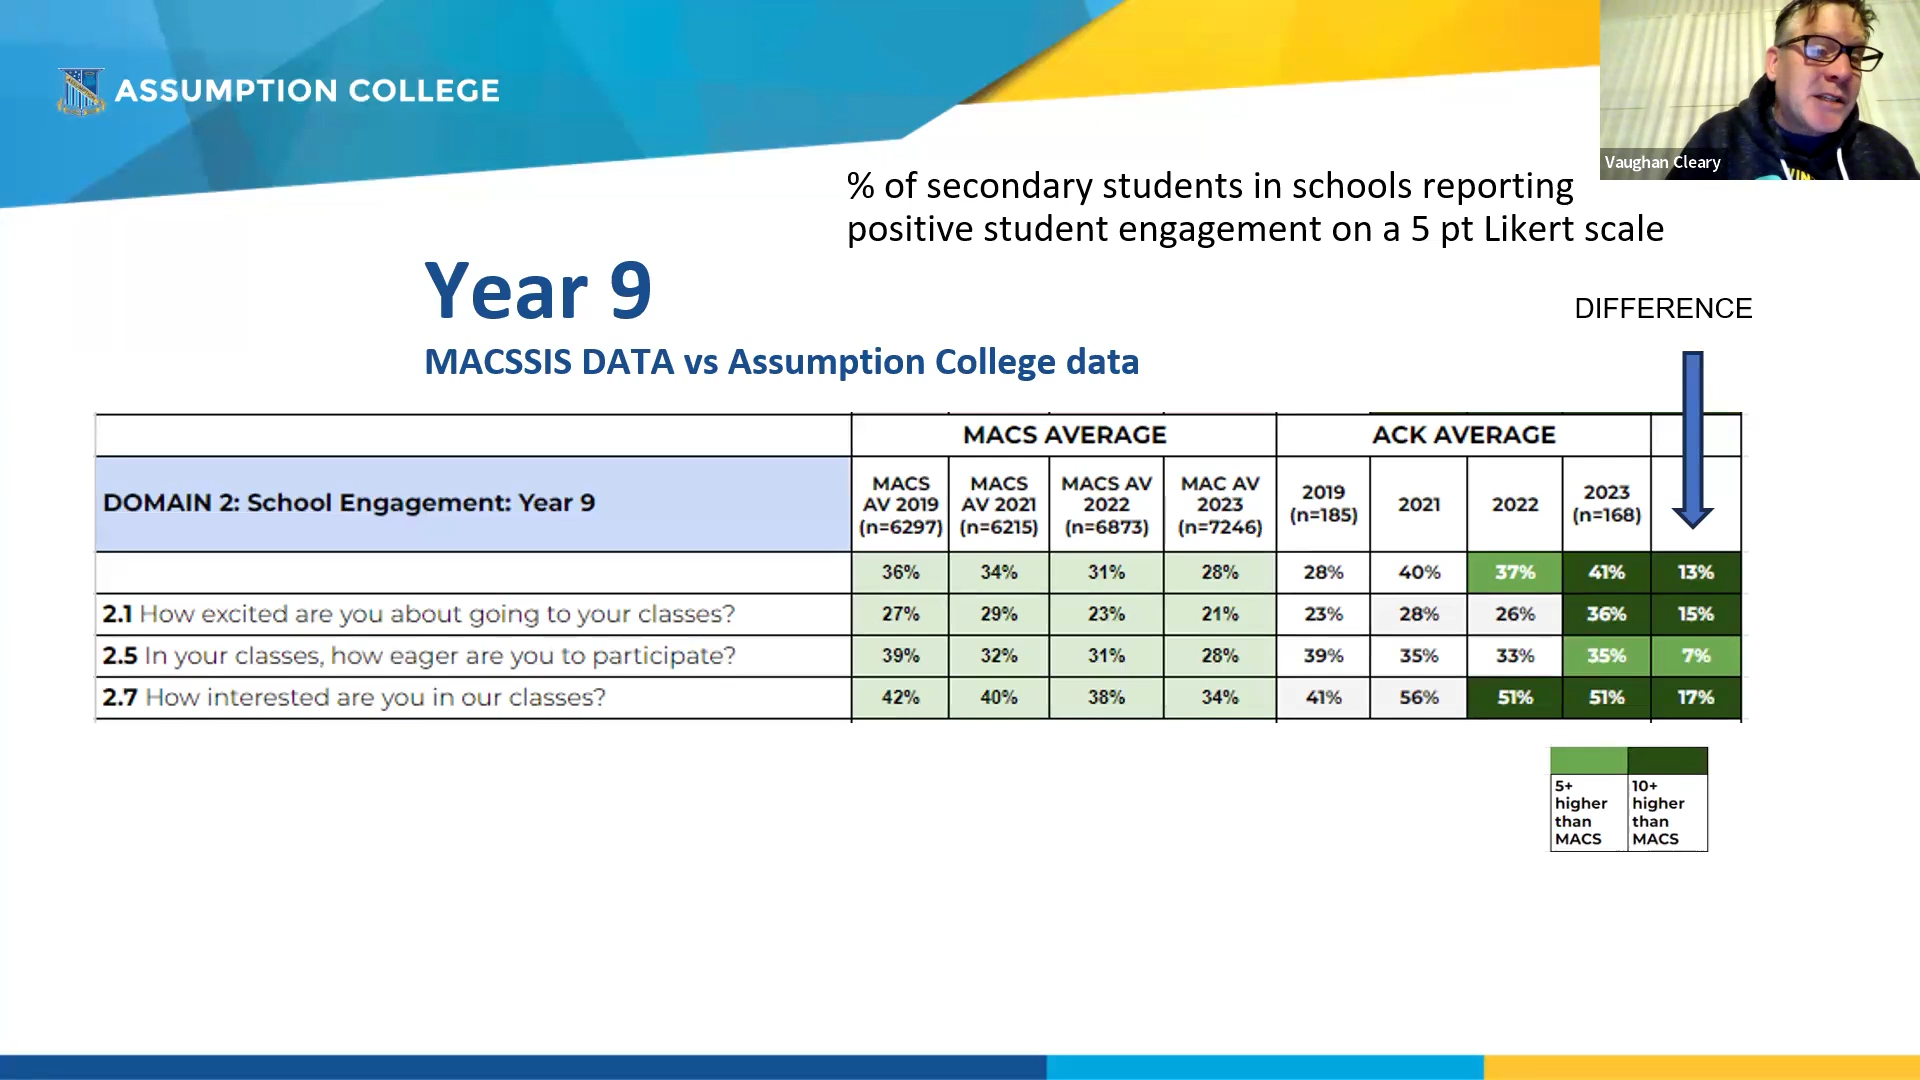 ASSUMPTION COLLEGE
Vaughan Cleary
% of secondary students in schools reporting
positive student engagement on a 5 pt Likert scale
Year 9
DIFFERENCE
MACSSIS DATA vs Assumption College data
MACS AVERAGE ACK AVERAGE
DOMAIN 2: School Engagement: Year 9
MACS
AV 2019
(n=6297)
MACS
AV 2021
(n=6215)
MACS AV
2022
(n=6873)
MAC AV
2023
(n=7246)
2019
(n=185)
2021
2022
2023
(n=168)
36% 34% 31% 28% 28% 40% 37% 41% 13%
2.1 How excited are you about going to your classes? 27% 29% 23% 21% 23% 28% 26% 36% 15%
2.5 In your classes, how eager are you to participate? 39% 32% 31% 28% 39% 35% 33% 35% 7%
2.7 How interested are you in our classes? 42% 40% 38% 34% 41% 56% 51% 51% 17%
5+
higher
than
MACS
10+
higher
than
MACS